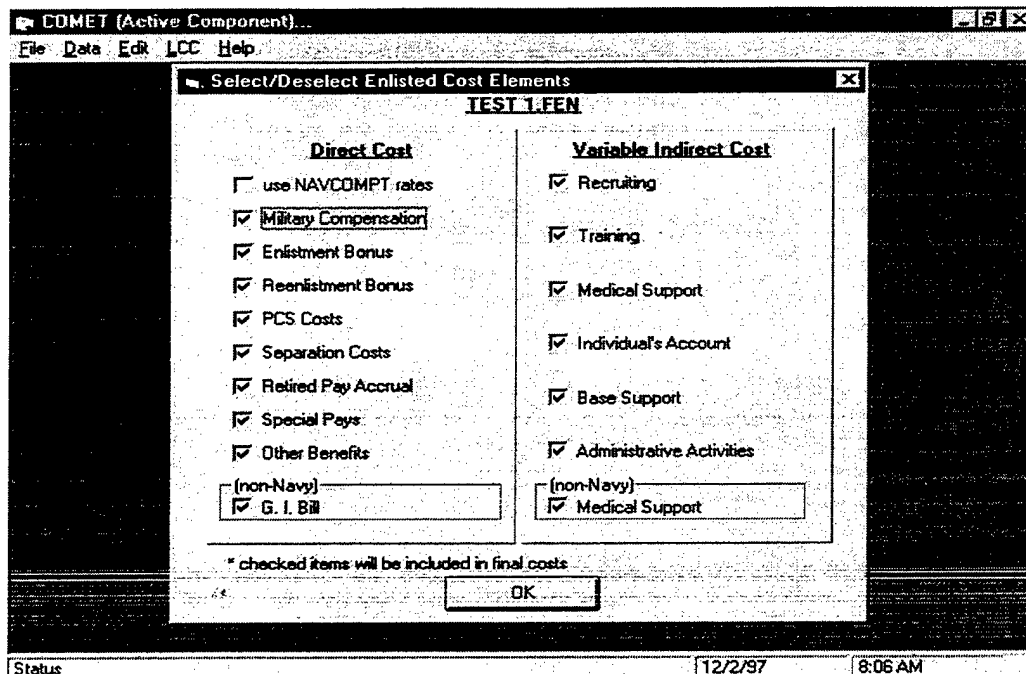 COMET (Active Component)...
File Data Edit LCC Help
Select/Deselect Enlisted Cost Elements
TEST 1.FEN
Direct Cost
use NAVCOMPT rates
Military Compensation
Enlistment Bonus
Reenlistment Bonus
PCS Costs
Separation Costs
Retired Pay Accrual
Special Pays
Other Benefits
(non-Navy)
G. I. Bill
Variable Indirect Cost
Recruiting
Training
Medical Support
Individual's Account
Base Support
Administrative Activities
(non-Navy)
Medical Support
* checked items will be included in final costs
OK
Status 12/2/97 8:06 AM